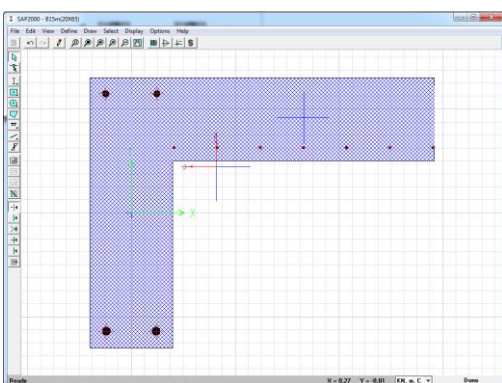 SAP2000 - B15m(20X65)
File Edit View Define Draw Select Display Options Help
S
X
Ready
X = 0,27 Y = -0,01 KN, m, C Done